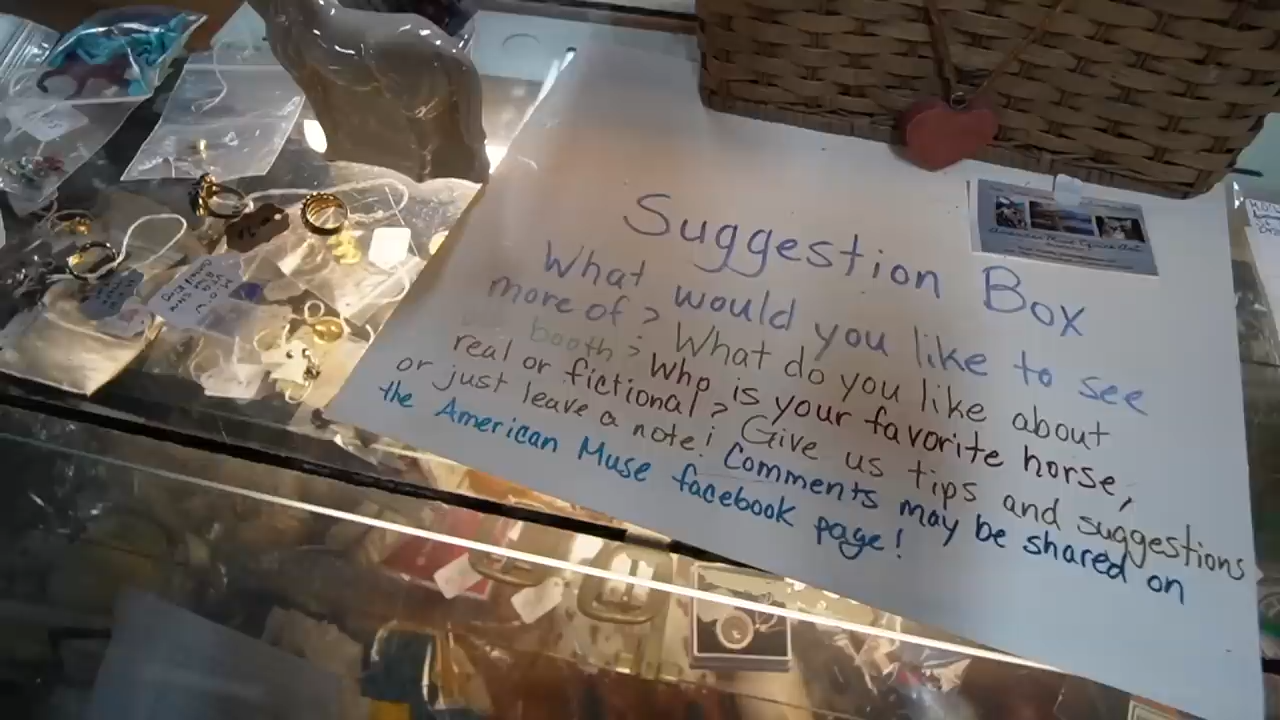 Suggestion Box
What would you like to see
more of? What do you like about
booth? Who is your favorite horse,
real or fictional? Give us tips and suggestions
or just leave a note! Comments may be shared on
the American Muse facebook page!